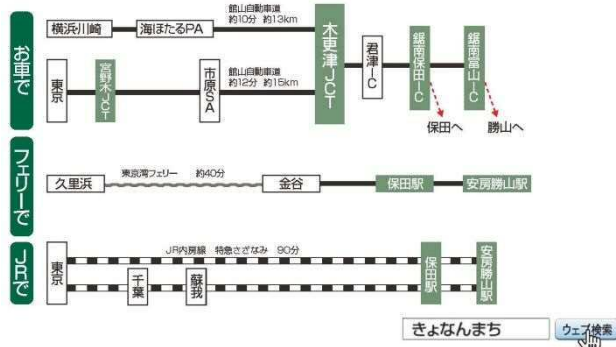 お車で
横浜・川崎
海ほたるPA
館山自動車道
約10分 約13km
木更津JCT
君津IC
鋸南保田IC
鋸南富山IC
東京
宮野木JCT
市原SA
館山自動車道
約12分 約15km
保田へ
勝山へ
フェリーで
久里浜
東京湾フェリー 約40分
金谷
保田駅
安房勝山駅
JRで
東京
JR内房線 特急さざなみ 90分
千葉
蘇我
保田駅
安房勝山駅
きょなんまち
ウェブ検索